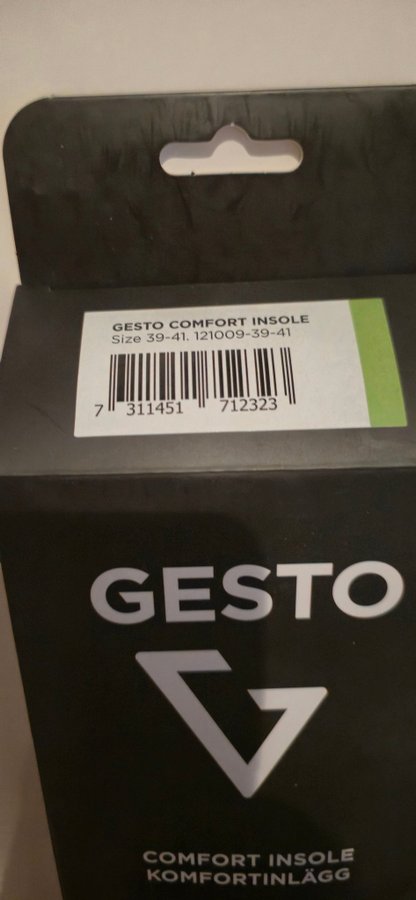 GESTO COMFORT INSOLE
Size 39-41. 121009-39-41
7 311451 712323
GESTO
COMFORT INSOLE
KOMFORTINLÄGG